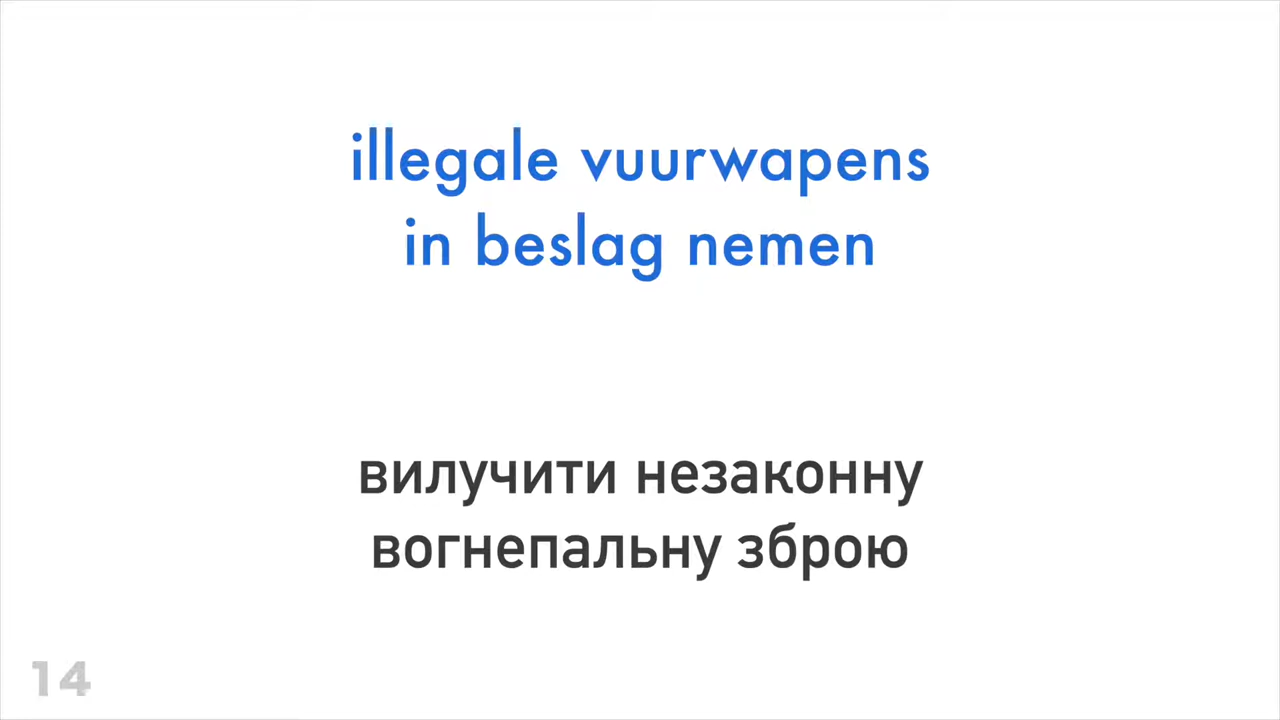 illegale vuurwapens
in beslag nemen
вилучити незаконну
вогнепальну зброю
14